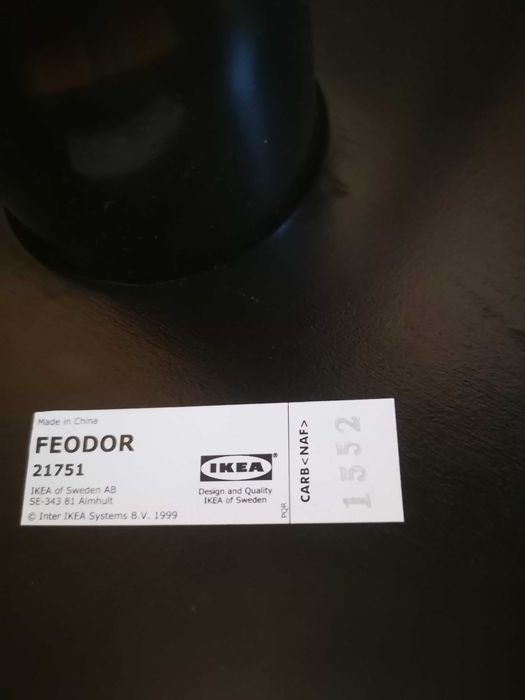 Made in China
FEODOR
21751
IKEA of Sweden AB
SE-343 81 Älmhult
© Inter IKEA Systems B.V. 1999
IKEA®
Design and Quality
IKEA of Sweden
PQR
CARB<NAF>
1552